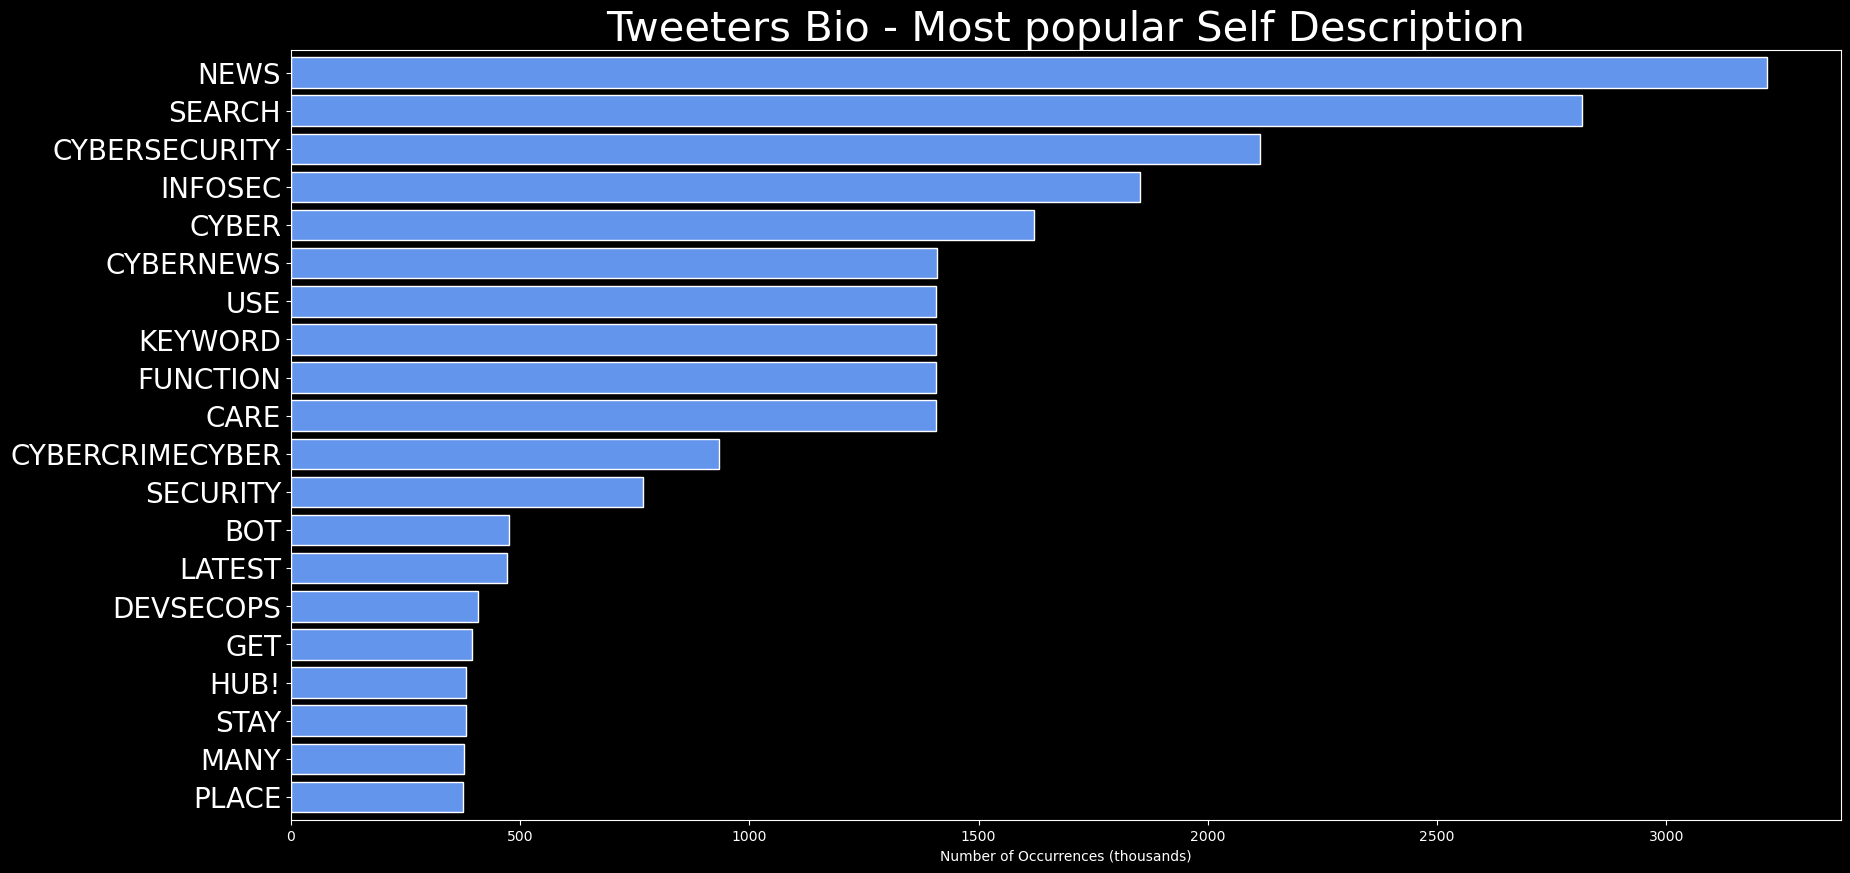 Tweeters Bio - Most popular Self Description
NEWS
SEARCH
CYBERSECURITY
INFOSEC
CYBER
CYBERNEWS
USE
KEYWORD
FUNCTION
CARE
CYBERCRIMECYBER
SECURITY
BOT
LATEST
DEVSECOPS
GET
HUB!
STAY
MANY
PLACE
0 500 1000 1500 2000 2500 3000
Number of Occurrences (thousands)